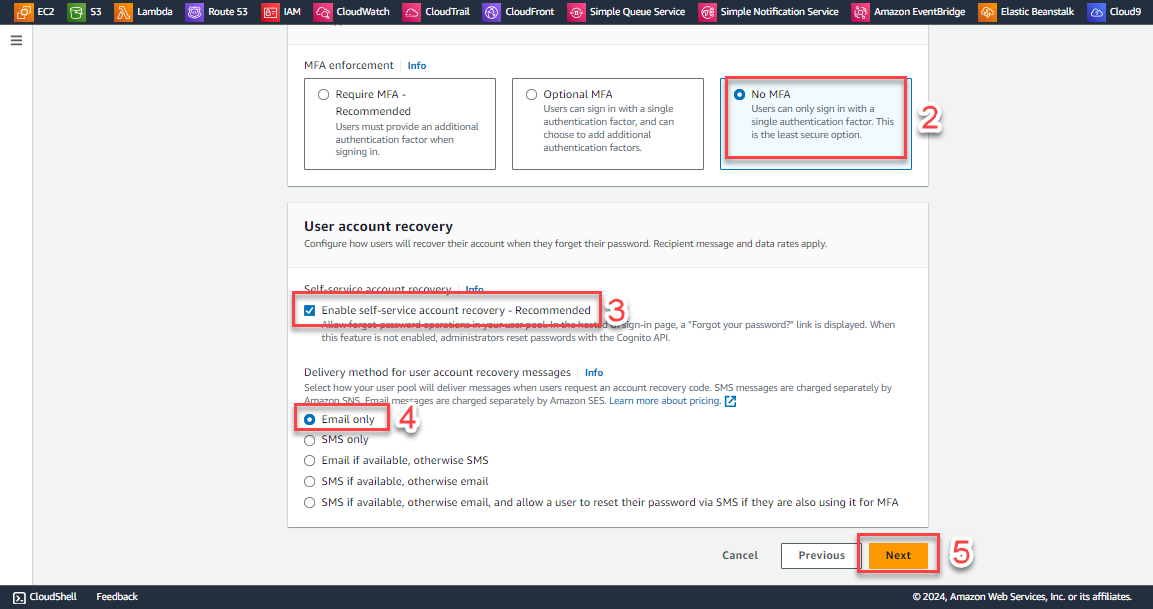 EC2 S3 Lambda Route 53 IAM CloudWatch CloudTrail CloudFront Simple Queue Service Simple Notification Service Amazon EventBridge Elastic Beanstalk Cloud9
MFA enforcement Info
Require MFA -
Recommended
Users must provide an additional
authentication factor when
signing in.
Optional MFA
Users can sign in with a single
authentication factor, and can
choose to add additional
authentication factors.
No MFA
Users can only sign in with a
single authentication factor. This
is the least secure option.
2
User account recovery
Configure how users will recover their account when they forget their password. Recipient message and data rates apply.
Self-service account recovery Info
Enable self-service account recovery - Recommended
3
Allow forgot-password operations in your user pool. In the hosted UI sign-in page, a "Forgot your password?" link is displayed. When
this feature is not enabled, administrators reset passwords with the Cognito API.
Delivery method for user account recovery messages Info
Select how your user pool will deliver messages when users request an account recovery code. SMS messages are charged separately by
Amazon SNS. Email messages are charged separately by Amazon SES. Learn more about pricing.
Email only
4
SMS only
Email if available, otherwise SMS
SMS if available, otherwise email
SMS if available, otherwise email, and allow a user to reset their password via SMS if they are also using it for MFA
Cancel Previous Next
5
CloudShell Feedback © 2024, Amazon Web Services, Inc. or its affiliates.